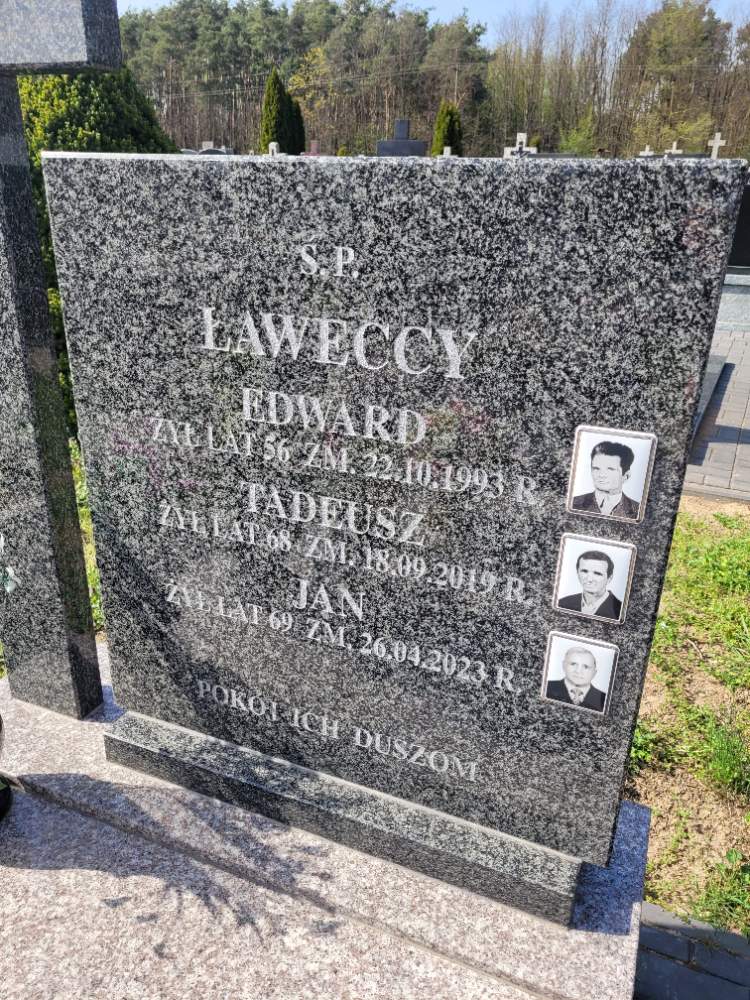 Ś.P.
ŁAWECCY
EDWARD
ŻYŁ LAT 56 ZM. 22.10.1993 R.
TADEUSZ
ŻYŁ LAT 68 ZM. 18.09.2019 R.
JAN
ŻYŁ LAT 69 ZM. 26.04.2023 R.
POKÓJ ICH DUSZOM